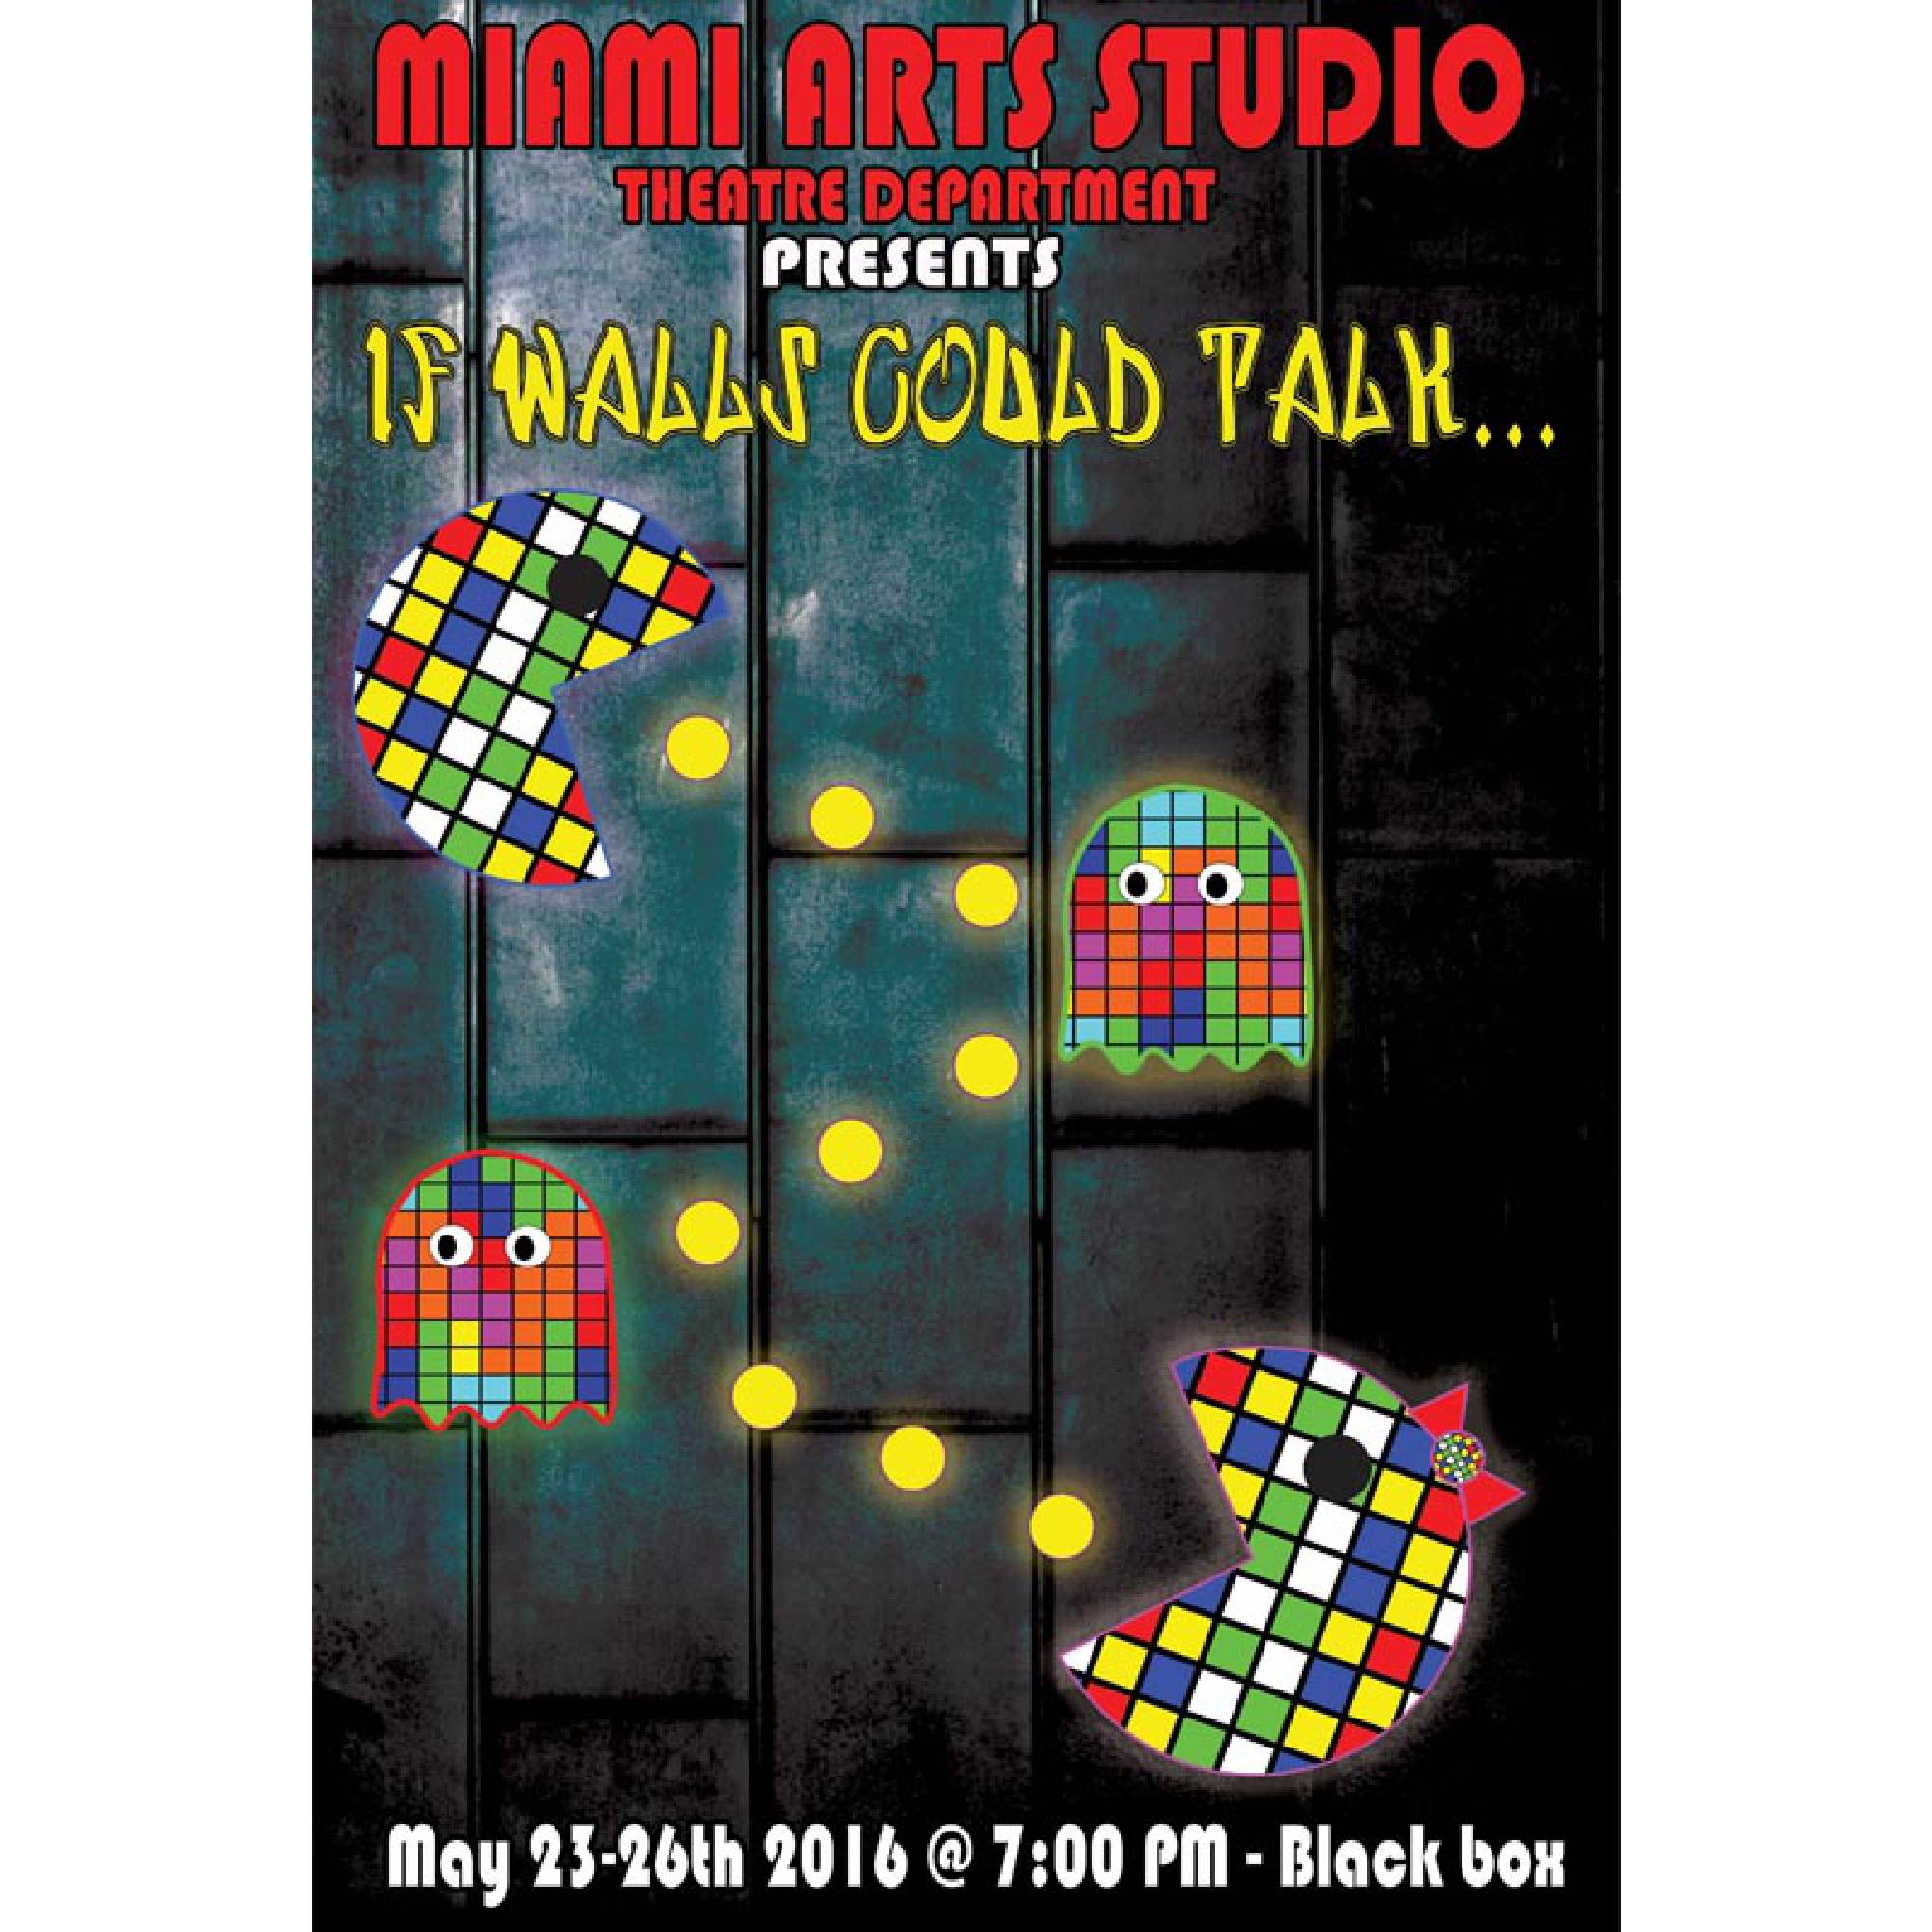 MIAMI ARTS STUDIO
THEATRE DEPARTMENT
PRESENTS
IF WALLS COULD TALK...
May 23-26th 2016 @ 7:00 PM - Black box